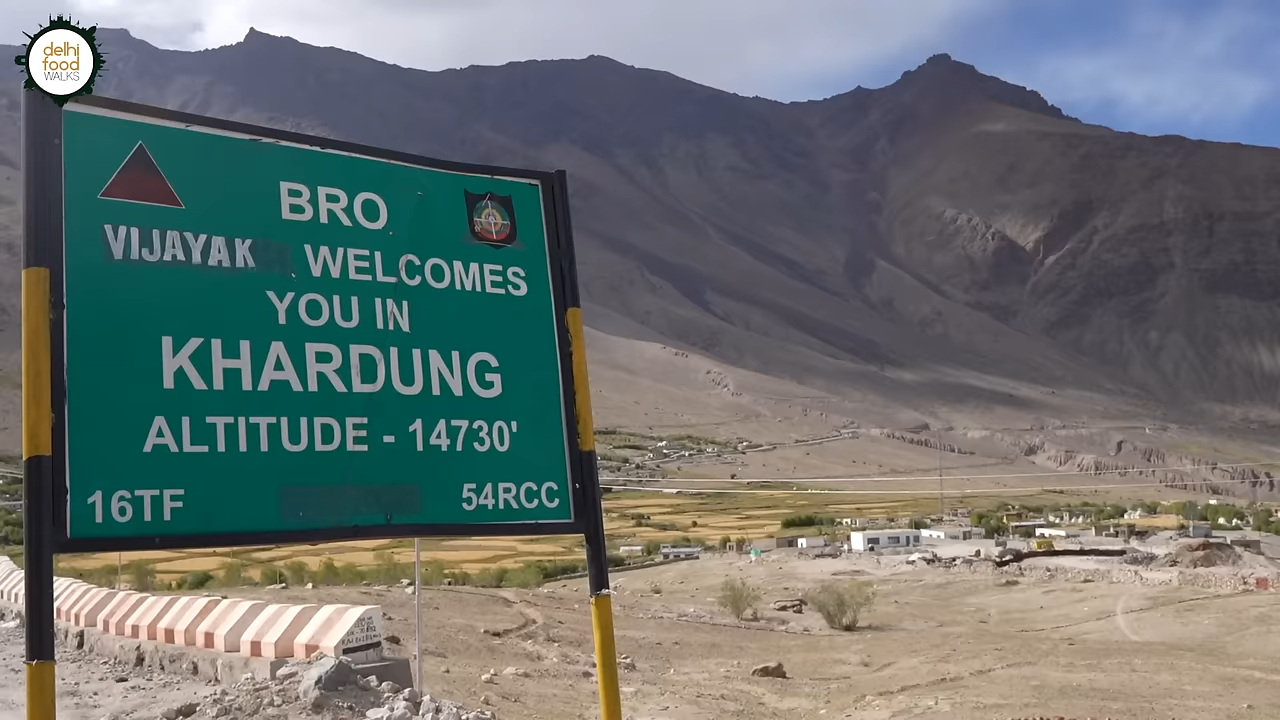 delhi
food
WALKS
BRO
VIJAYAK WELCOMES
YOU IN
KHARDUNG
ALTITUDE - 14730'
16TF 54RCC